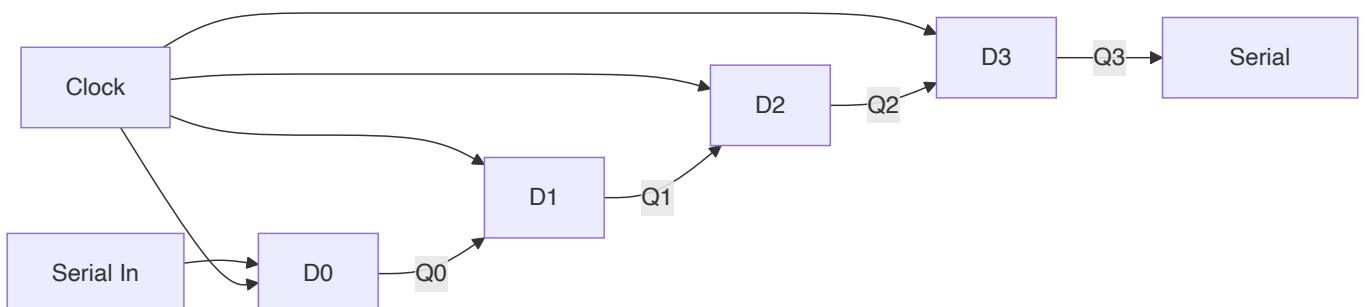 Clock
D3
Q3
Serial
D2
Q2
D1
Q1
Serial In
D0
Q0